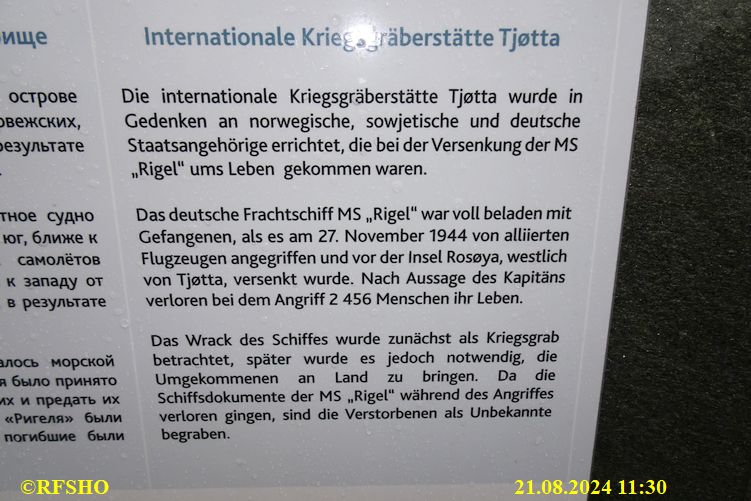 ище
острове
овежских,
результате
тное судно
юг, ближе к
самолётов
к западу от
в результате
алось морской
я было принято
их и предать их
«Ригеля» были
погибшие были
Internationale Kriegsgräberstätte Tjøtta
Die internationale Kriegsgräberstätte Tjøtta wurde in
Gedenken an norwegische, sowjetische und deutsche
Staatsangehörige errichtet, die bei der Versenkung der MS
„Rigel“ ums Leben gekommen waren.
Das deutsche Frachtschiff MS „Rigel“ war voll beladen mit
Gefangenen, als es am 27. November 1944 von alliierten
Flugzeugen angegriffen und vor der Insel Rosøya, westlich
von Tjøtta, versenkt wurde. Nach Aussage des Kapitäns
verloren bei dem Angriff 2 456 Menschen ihr Leben.
Das Wrack des Schiffes wurde zunächst als Kriegsgrab
betrachtet, später wurde es jedoch notwendig, die
Umgekommenen an Land zu bringen. Da die
Schiffsdokumente der MS „Rigel“ während des Angriffes
verloren gingen, sind die Verstorbenen als Unbekannte
begraben.
©RFSHO
21.08.2024 11:30